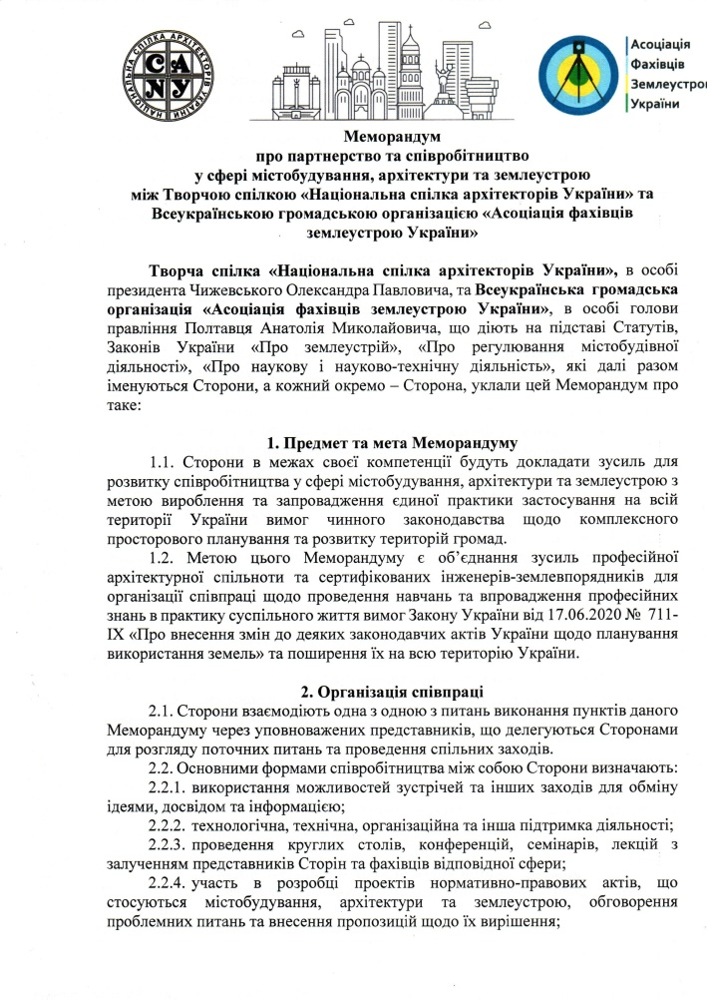 НАЦІОНАЛЬНА СПІЛКА АРХІТЕКТОРІВ УКРАЇНИ
Асоціація
Фахівців
Землеустрою
України
Меморандум
про партнерство та співробітництво
у сфері містобудування, архітектури та землеустрою
між Творчою спілкою «Національна спілка архітекторів України» та
Всеукраїнською громадською організацією «Асоціація фахівців
землеустрою України»
Творча спілка «Національна спілка архітекторів України», в особі
президента Чижевського Олександра Павловича, та Всеукраїнська громадська
організація «Асоціація фахівців землеустрою України», в особі голови
правління Полтавця Анатолія Миколайовича, що діють на підставі Статутів,
Законів України «Про землеустрій», «Про регулювання містобудівної
діяльності», «Про наукову і науково-технічну діяльність», які далі разом
іменуються Сторони, а кожний окремо – Сторона, уклали цей Меморандум про
таке:
1. Предмет та мета Меморандуму
1.1. Сторони в межах своєї компетенції будуть докладати зусиль для
розвитку співробітництва у сфері містобудування, архітектури та землеустрою з
метою вироблення та запровадження єдиної практики застосування на всій
території України вимог чинного законодавства щодо комплексного
просторового планування та розвитку територій громад.
1.2. Метою цього Меморандуму є об’єднання зусиль професійної
архітектурної спільноти та сертифікованих інженерів-землевпорядників для
організації співпраці щодо проведення навчань та впровадження професійних
знань в практику суспільного життя вимог Закону України від 17.06.2020 № 711-
IX «Про внесення змін до деяких законодавчих актів України щодо планування
використання земель» та поширення їх на всю територію України.
2. Організація співпраці
2.1. Сторони взаємодіють одна з одною з питань виконання пунктів даного
Меморандуму через уповноважених представників, що делегуються Сторонами
для розгляду поточних питань та проведення спільних заходів.
2.2. Основними формами співробітництва між собою Сторони визначають:
2.2.1. використання можливостей зустрічей та інших заходів для обміну
ідеями, досвідом та інформацією;
2.2.2. технологічна, технічна, організаційна та інша підтримка діяльності;
2.2.3. проведення круглих столів, конференцій, семінарів, лекцій з
залученням представників Сторін та фахівців відповідної сфери;
2.2.4. участь в розробці проектів нормативно-правових актів, що
стосуються містобудування, архітектури та землеустрою, обговорення
проблемних питань та внесення пропозицій щодо їх вирішення;